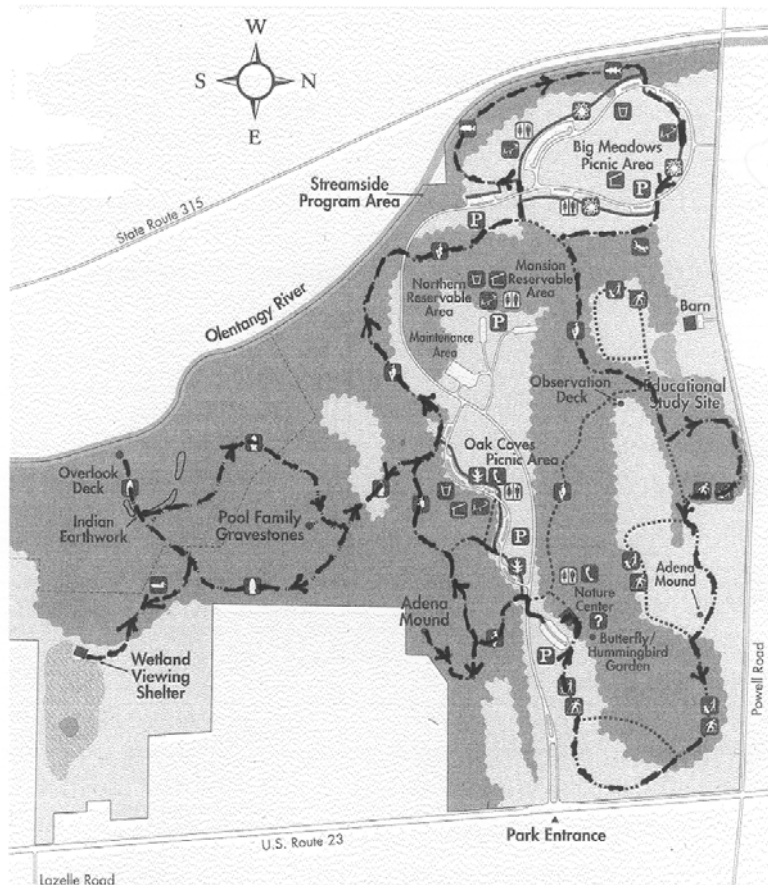 W
S
N
E
State Route 315
Streamside
Program Area
Big Meadows
Picnic Area
P
P
Olentangy River
Northern
Reservable
Area
Mansion
Reservable
Area
P
Maintenance
Area
Barn
Observation
Deck
Educational
Study Site
Oak Coves
Picnic Area
Overlook
Deck
Indian
Earthwork
Pool Family
Gravestones
P
Adena
Mound
Adena
Mound
Nature
Center
?
Butterfly/
Hummingbird
Garden
P
Wetland
Viewing
Shelter
Powell Road
Park Entrance
U.S. Route 23
Lazelle Road